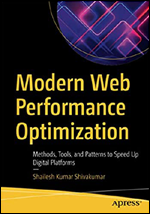 Modern Web
Performance
Optimization
Methods, Tools, and Patterns to Speed Up
Digital Platforms
Shailesh Kumar Shivakumar
Apress®